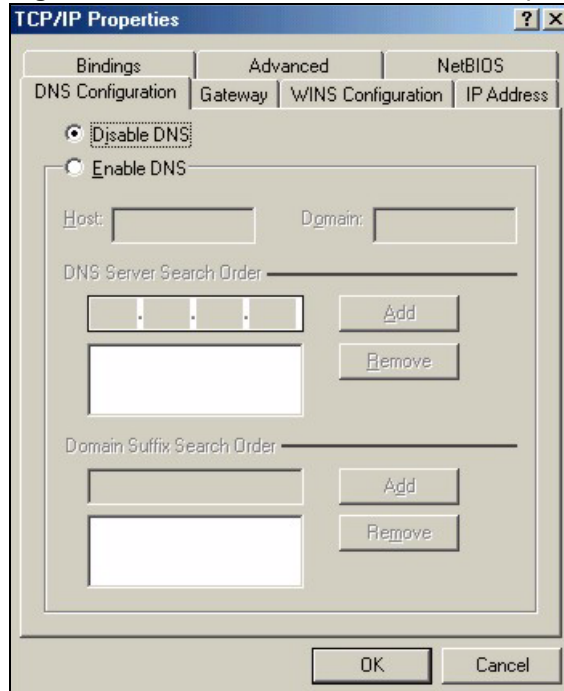 TCP/IP Properties
Bindings Advanced NetBIOS
DNS Configuration Gateway WINS Configuration IP Address
Disable DNS
Enable DNS
Host: Domain:
DNS Server Search Order
. . .
Add
Remove
Domain Suffix Search Order
Add
Remove
OK Cancel